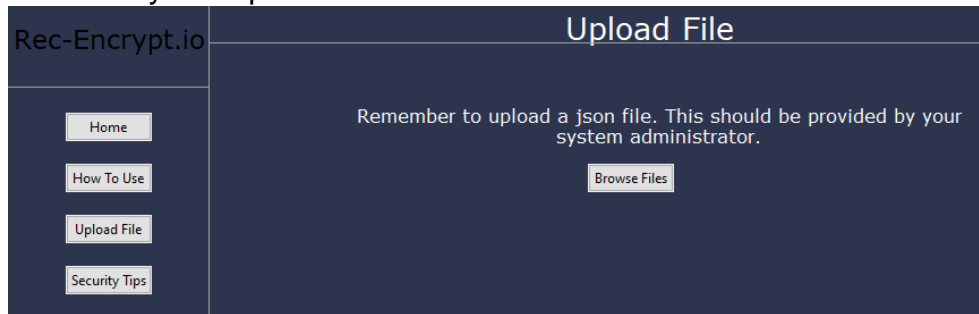 Rec-Encrypt.io
Upload File
Remember to upload a json file. This should be provided by your
system administrator.
Browse Files
Home
How To Use
Upload File
Security Tips